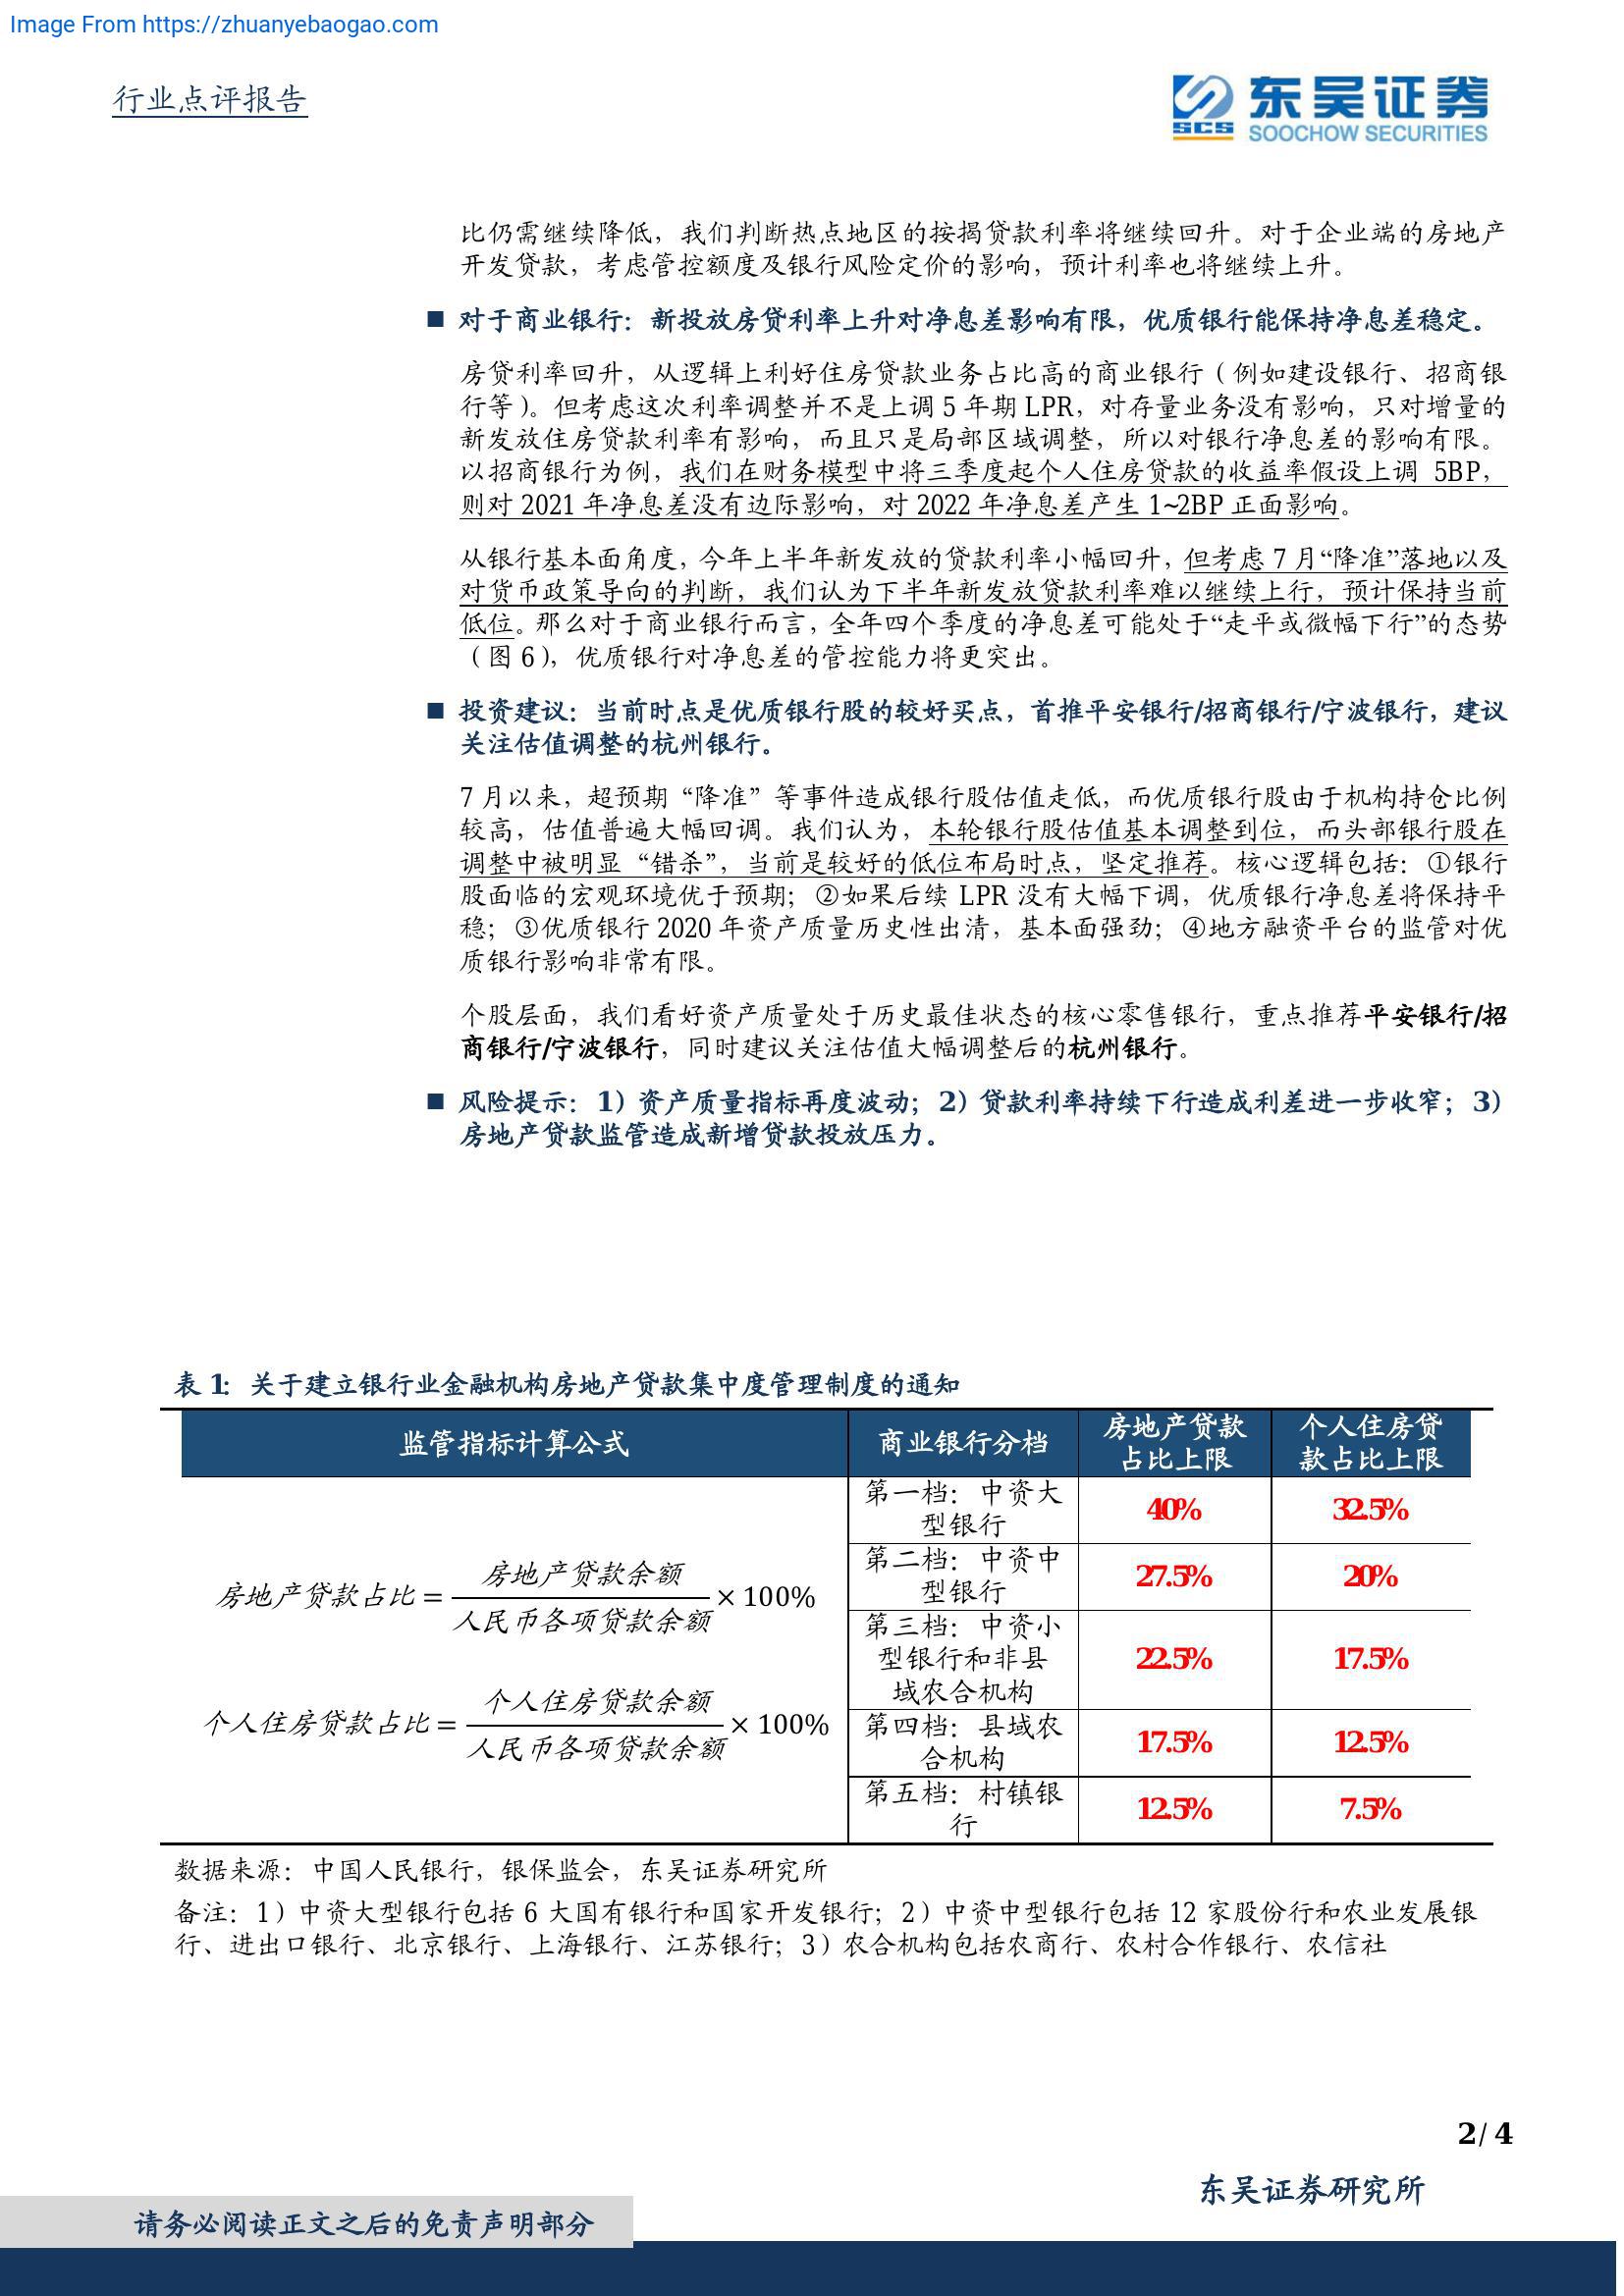 Image From https://zhuanyebaogao.com
行业点评报告
SCS
东吴证券
SOOCHOW SECURITIES
比仍需继续降低，我们判断热点地区的按揭贷款利率将继续回升。对于企业端的房地产
开发贷款，考虑管控额度及银行风险定价的影响，预计利率也将继续上升。
■ 对于商业银行：新投放房贷利率上升对净息差影响有限，优质银行能保持净息差稳定。
房贷利率回升，从逻辑上利好住房贷款业务占比高的商业银行（例如建设银行、招商银
行等）。但考虑这次利率调整并不是上调 5 年期 LPR，对存量业务没有影响，只对增量的
新发放住房贷款利率有影响，而且只是局部区域调整，所以对银行净息差的影响有限。
以招商银行为例，我们在财务模型中将三季度起个人住房贷款的收益率假设上调 5BP，
则对 2021 年净息差没有边际影响，对 2022 年净息差产生 1~2BP 正面影响。
从银行基本面角度，今年上半年新发放的贷款利率小幅回升，但考虑 7 月“降准”落地以及
对货币政策导向的判断，我们认为下半年新发放贷款利率难以继续上行，预计保持当前
低位。那么对于商业银行而言，全年四个季度的净息差可能处于“走平或微幅下行”的态势
（图 6），优质银行对净息差的管控能力将更突出。
■ 投资建议：当前时点是优质银行股的较好买点，首推平安银行/招商银行/宁波银行，建议
关注估值调整的杭州银行。
7 月以来，超预期“降准”等事件造成银行股估值走低，而优质银行股由于机构持仓比例
较高，估值普遍大幅回调。我们认为，本轮银行股估值基本调整到位，而头部银行股在
调整中被明显“错杀”，当前是较好的低位布局时点，坚定推荐。核心逻辑包括：①银行
股面临的宏观环境优于预期；②如果后续 LPR 没有大幅下调，优质银行净息差将保持平
稳；③优质银行 2020 年资产质量历史性出清，基本面强劲；④地方融资平台的监管对优
质银行影响非常有限。
个股层面，我们看好资产质量处于历史最佳状态的核心零售银行，重点推荐平安银行/招
商银行/宁波银行，同时建议关注估值大幅调整后的杭州银行。
■ 风险提示：1）资产质量指标再度波动；2）贷款利率持续下行造成利差进一步收窄；3）
房地产贷款监管造成新增贷款投放压力。
表 1：关于建立银行业金融机构房地产贷款集中度管理制度的通知
监管指标计算公式 商业银行分档 房地产贷款 个人住房贷
占比上限 款占比上限
第一档：中资大
型银行
40% 32.5%
第二档：中资中
型银行
27.5% 20%
第三档：中资小
型银行和非县
域农合机构
22.5% 17.5%
第四档：县域农
合机构
17.5% 12.5%
第五档：村镇银
行
12.5% 7.5%
房地产贷款余额
房地产贷款占比 = × 100%
人民币各项贷款余额
个人住房贷款余额
个人住房贷款占比 = × 100%
人民币各项贷款余额
数据来源：中国人民银行，银保监会，东吴证券研究所
备注：1）中资大型银行包括 6 大国有银行和国家开发银行；2）中资中型银行包括 12 家股份行和农业发展银
行、进出口银行、北京银行、上海银行、江苏银行；3）农合机构包括农商行、农村合作银行、农信社
2 / 4
东吴证券研究所
请务必阅读正文之后的免责声明部分